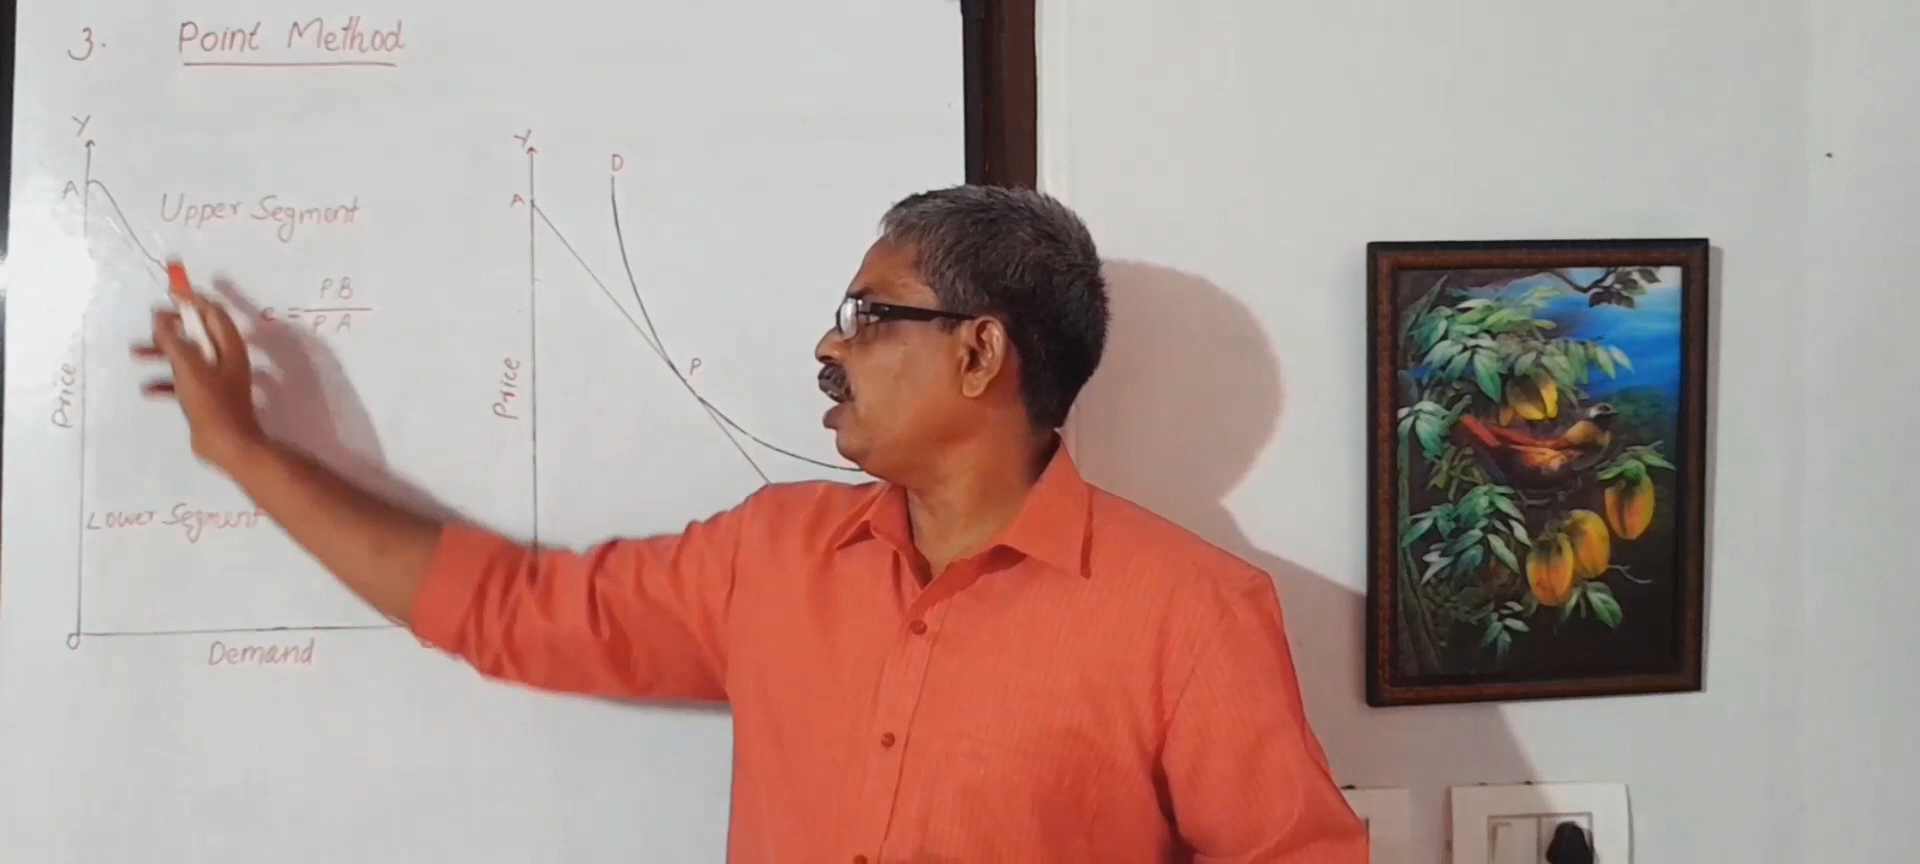 3. Point Method
Y
A
Upper Segment
e = PB
PA
Price
Lower Segment
O
Demand
Y
A
D
P
Price